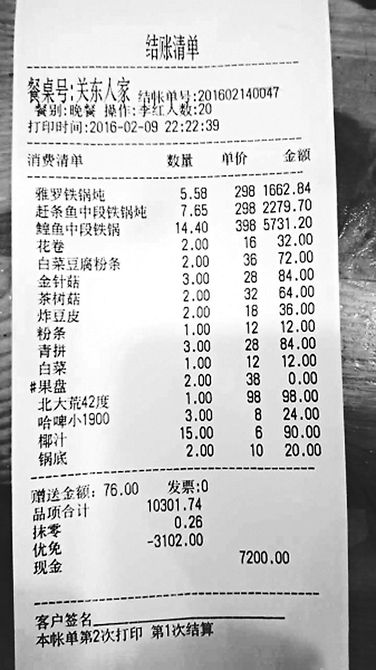 结账清单
餐桌号:关东人家 结帐单号:201602140047
餐别:晚餐 操作:李红人数:20
打印时间:2016-02-09 22:22:39
消费清单 数量 单价 金额
雅罗铁锅炖 5.58 298 1662.84
赶条鱼中段铁锅炖 7.65 298 2279.70
鳇鱼中段铁锅 14.40 398 5731.20
花卷 2.00 16 32.00
白菜豆腐粉条 2.00 36 72.00
金针菇 3.00 28 84.00
茶树菇 2.00 32 64.00
炸豆皮 2.00 18 36.00
粉条 1.00 12 12.00
青拼 3.00 28 84.00
白菜 1.00 12 12.00
#果盘 2.00 38 0.00
北大荒42度 1.00 98 98.00
哈啤小1900 3.00 8 24.00
椰汁 15.00 6 90.00
锅底 2.00 10 20.00
赠送金额: 76.00 发票:0
品项合计 10301.74
抹零 0.26
优免 -3102.00
现金 7200.00
客户签名
本帐单第2次打印 第1次结算